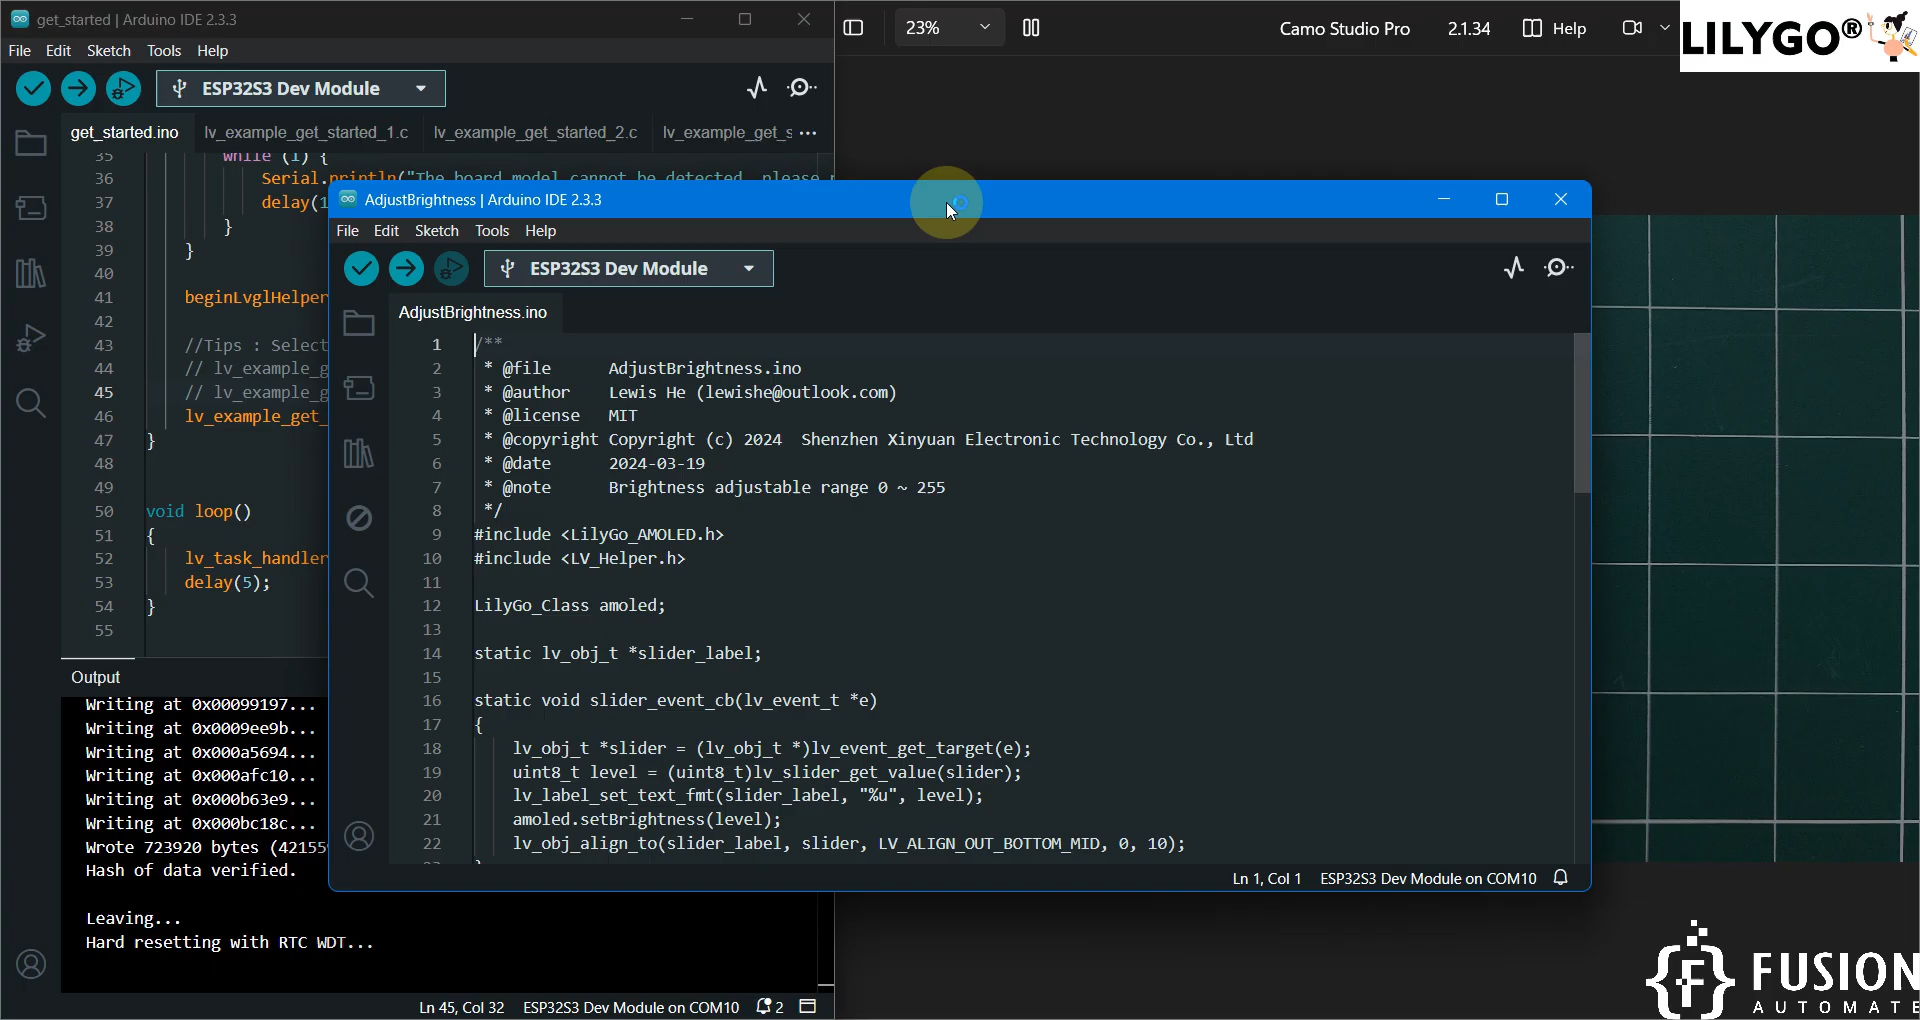 get_started | Arduino IDE 2.3.3
File Edit Sketch Tools Help
ESP32S3 Dev Module
get_started.ino lv_example_get_started_1.c lv_example_get_started_2.c lv_example_get_s ...
35 while (1) {
36 Serial.println("The board model cannot be detected, please
37 delay(1
38 }
39 }
40
41 beginLvglHelper
42
43 //Tips : Select
44 // lv_example_g
45 // lv_example_g
46 lv_example_get_
47 }
48
49
50 void loop()
51 {
52 lv_task_handler
53 delay(5);
54 }
55
Output
Writing at 0x00099197...
Writing at 0x0009ee9b...
Writing at 0x000a5694...
Writing at 0x000afc10...
Writing at 0x000b63e9...
Writing at 0x000bc18c...
Wrote 723920 bytes (42155
Hash of data verified.
Leaving...
Hard resetting with RTC WDT...
Ln 45, Col 32 ESP32S3 Dev Module on COM10 2
23%
Camo Studio Pro 2.1.34 Help
LILYGO®
AdjustBrightness | Arduino IDE 2.3.3
File Edit Sketch Tools Help
ESP32S3 Dev Module
AdjustBrightness.ino
1 /**
2 * @file AdjustBrightness.ino
3 * @author Lewis He (lewishe@outlook.com)
4 * @license MIT
5 * @copyright Copyright (c) 2024 Shenzhen Xinyuan Electronic Technology Co., Ltd
6 * @date 2024-03-19
7 * @note Brightness adjustable range 0 ~ 255
8 */
9 #include <LilyGo_AMOLED.h>
10 #include <LV_Helper.h>
11
12 LilyGo_Class amoled;
13
14 static lv_obj_t *slider_label;
15
16 static void slider_event_cb(lv_event_t *e)
17 {
18 lv_obj_t *slider = (lv_obj_t *)lv_event_get_target(e);
19 uint8_t level = (uint8_t)lv_slider_get_value(slider);
20 lv_label_set_text_fmt(slider_label, "%u", level);
21 amoled.setBrightness(level);
22 lv_obj_align_to(slider_label, slider, LV_ALIGN_OUT_BOTTOM_MID, 0, 10);
Ln 1, Col 1 ESP32S3 Dev Module on COM10
FUSION
AUTOMATE